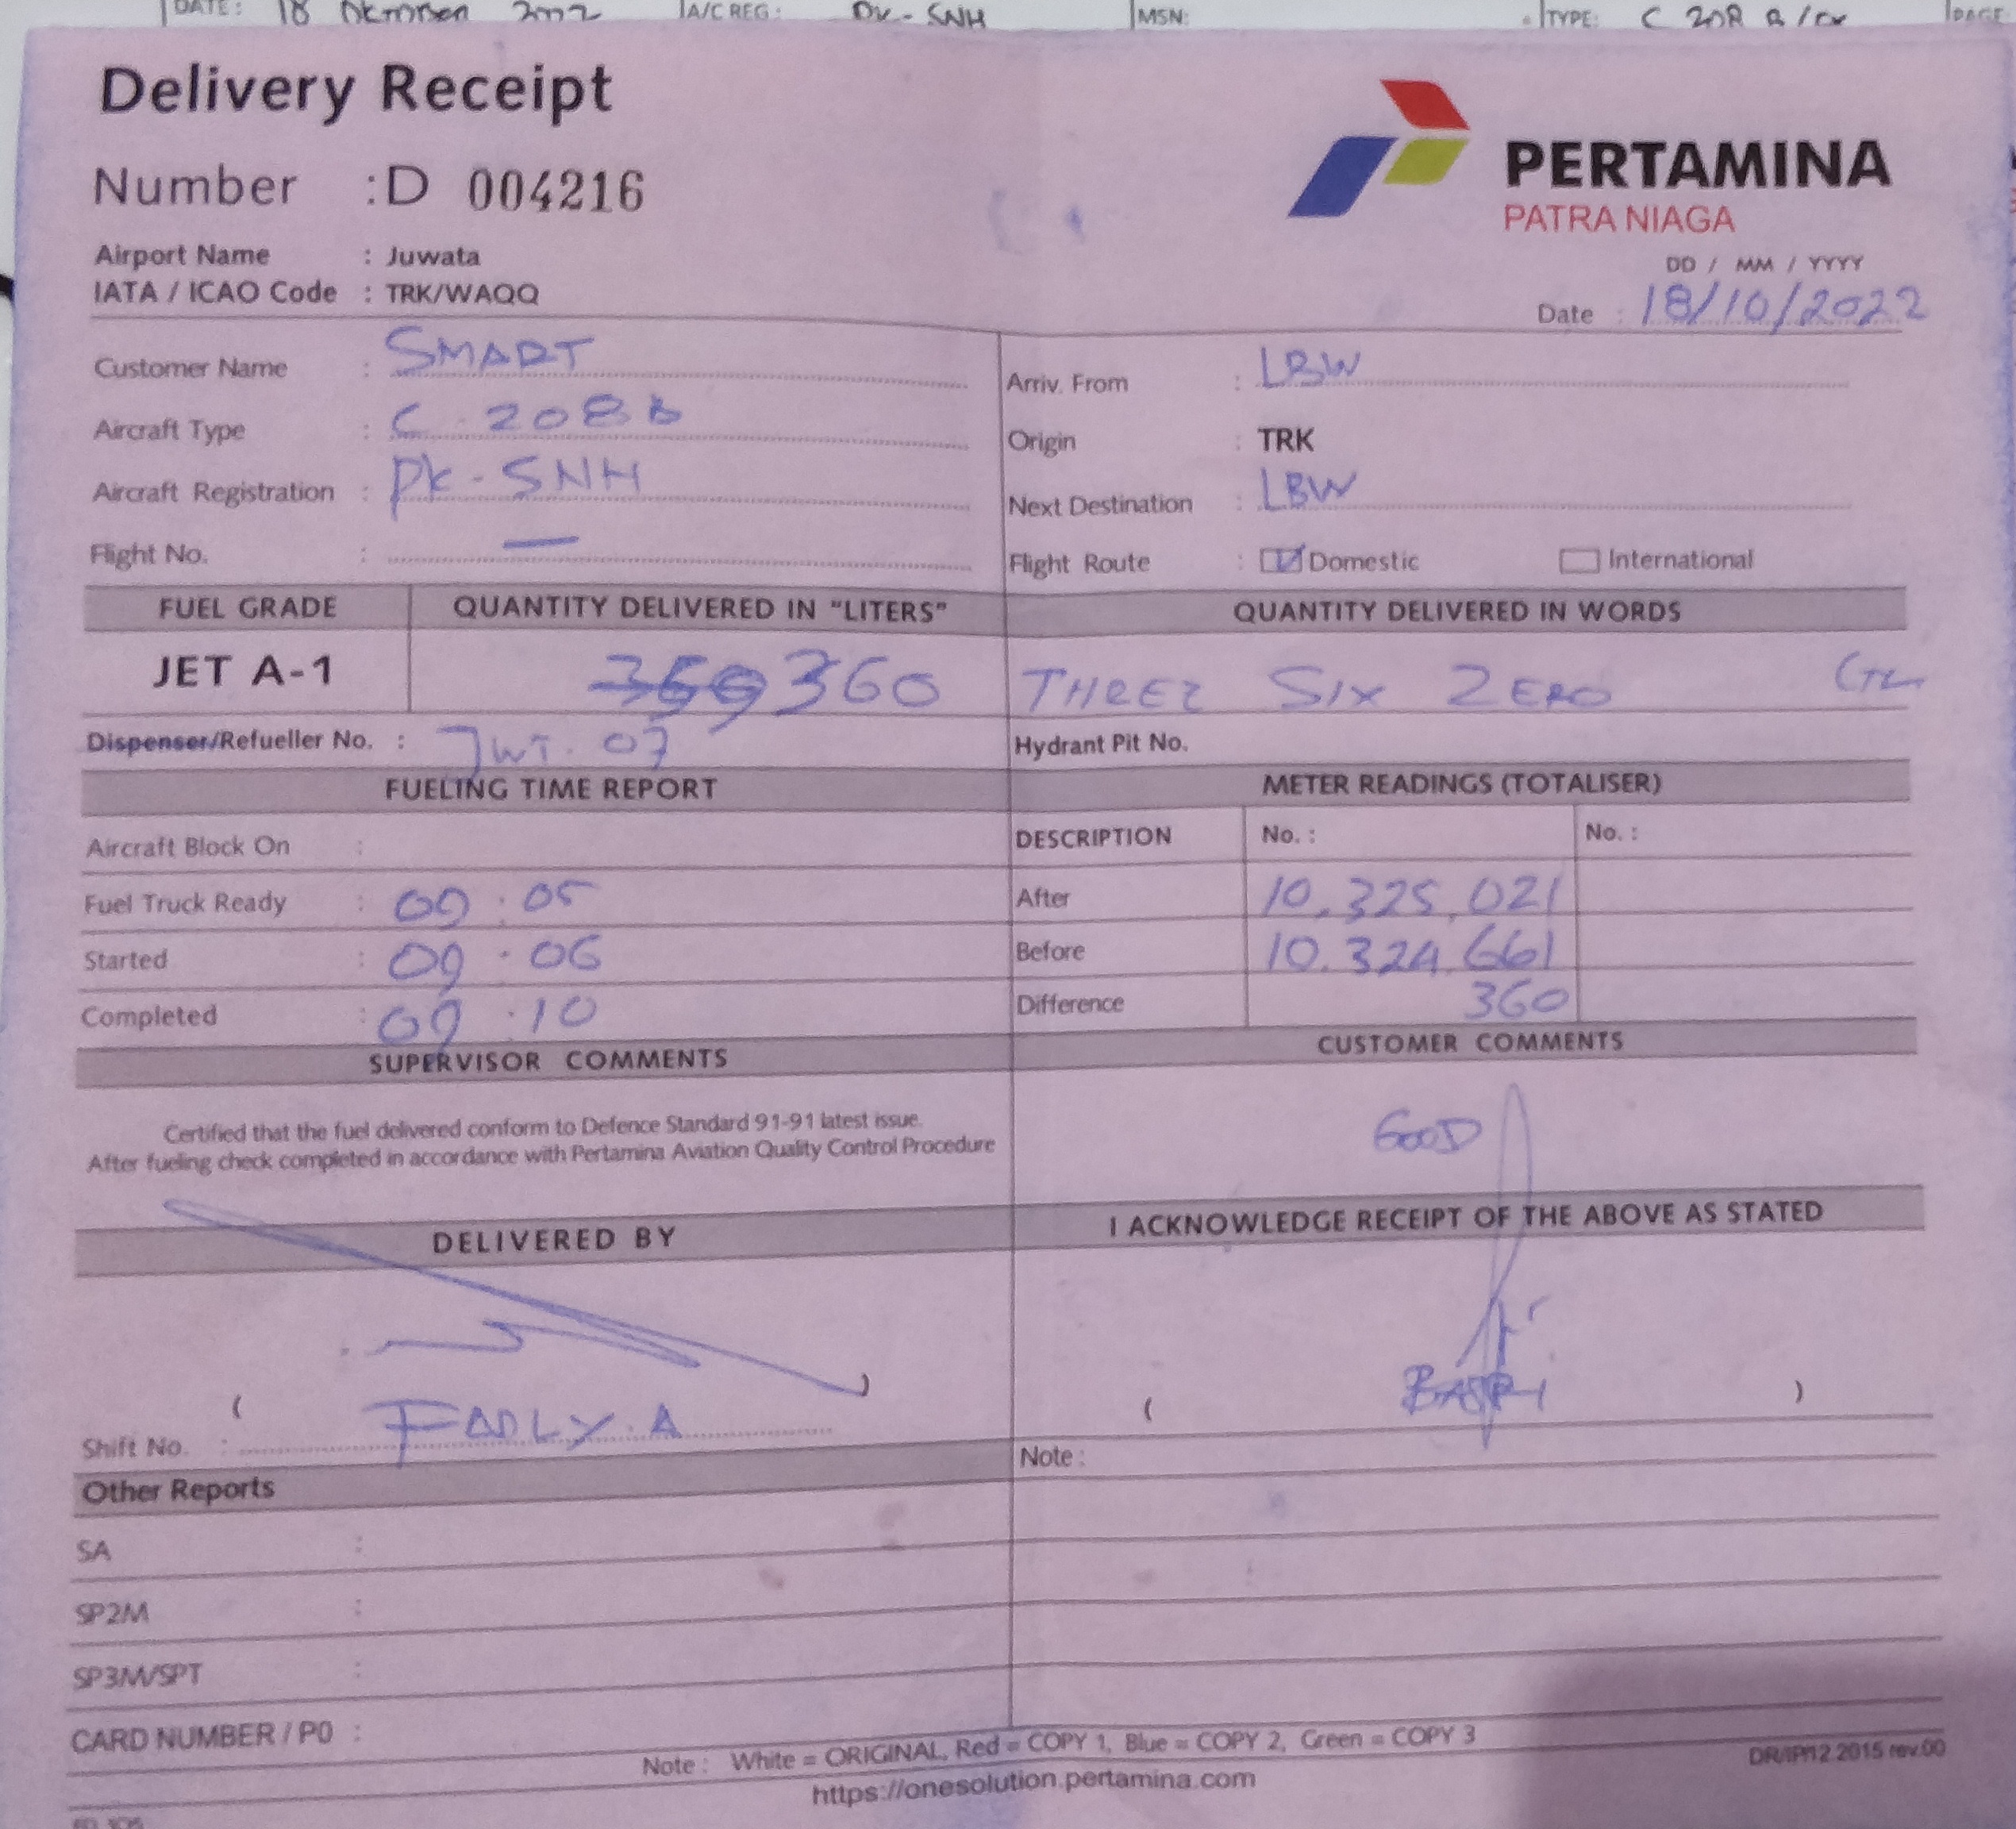 DATE: 18 OKTOBER 2022 A/C REG: PK-SNH MSN: TYPE: C 208 B / EX PAGE:
Delivery Receipt
Number : D 004216
PERTAMINA
PATRA NIAGA
Airport Name : Juwata
IATA / ICAO Code : TRK/WAQQ
DD / MM / YYYY
Date : 18/10/2022
Customer Name : SMART
Arriv. From : LBW
Aircraft Type : C 208 B
Origin : TRK
Aircraft Registration : PK-SNH
Next Destination : LBW
Flight No. : —
Flight Route : Domestic International
FUEL GRADE QUANTITY DELIVERED IN "LITERS" QUANTITY DELIVERED IN WORDS
JET A-1 360 THREE SIX ZERO
Dispenser/Refueller No. : JWT. 07 Hydrant Pit No.
FUELING TIME REPORT METER READINGS (TOTALISER)
Aircraft Block On : DESCRIPTION No. : No. :
Fuel Truck Ready : 09 : 05 After 10.325.021
Started : 09 . 06 Before 10.324.661
Completed : 09 . 10 Difference 360
SUPERVISOR COMMENTS CUSTOMER COMMENTS
Certified that the fuel delivered conform to Defence Standard 91-91 latest issue.
After fueling check completed in accordance with Pertamina Aviation Quality Control Procedure
GOOD
DELIVERED BY I ACKNOWLEDGE RECEIPT OF THE ABOVE AS STATED
( ) ( BASRI )
Shift No. : FADLY. A Note :
Other Reports
SA :
SP2M :
SP3M/SPT :
CARD NUMBER / P0 :
Note : White = ORIGINAL, Red = COPY 1, Blue = COPY 2, Green = COPY 3
DR/IP/12 2015 rev.00
https://onesolution.pertamina.com